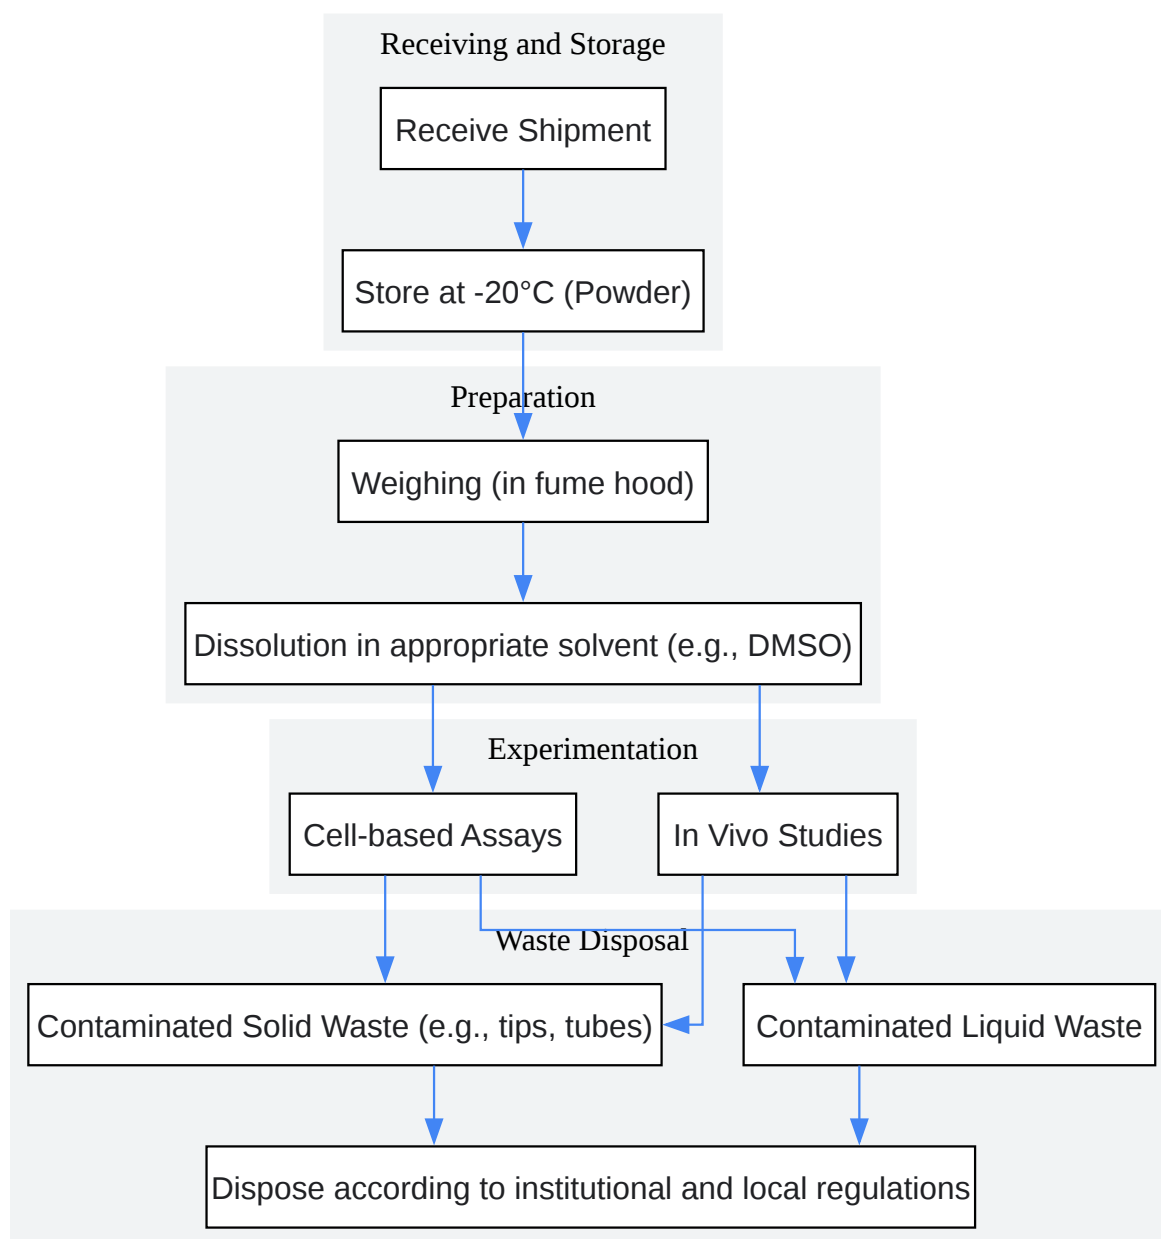 Receiving and Storage
Receive Shipment
Store at -20°C (Powder)
Preparation
Weighing (in fume hood)
Dissolution in appropriate solvent (e.g., DMSO)
Experimentation
Cell-based Assays
In Vivo Studies
Waste Disposal
Contaminated Solid Waste (e.g., tips, tubes)
Contaminated Liquid Waste
Dispose according to institutional and local regulations